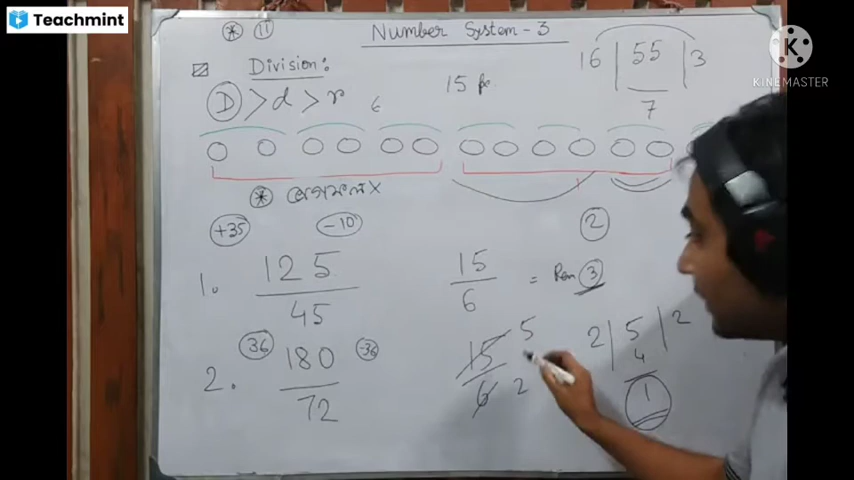 Teachmint
* 11
Number System - 3
16 | 55 | 3
7
KINEMASTER
Division:
15
D > d > r
6
*
2
+35
-10
1. 125
45
15
6
= Rem 3
2. 36 180 -36
72
15 5
6 2
2 | 5 | 2
4
1